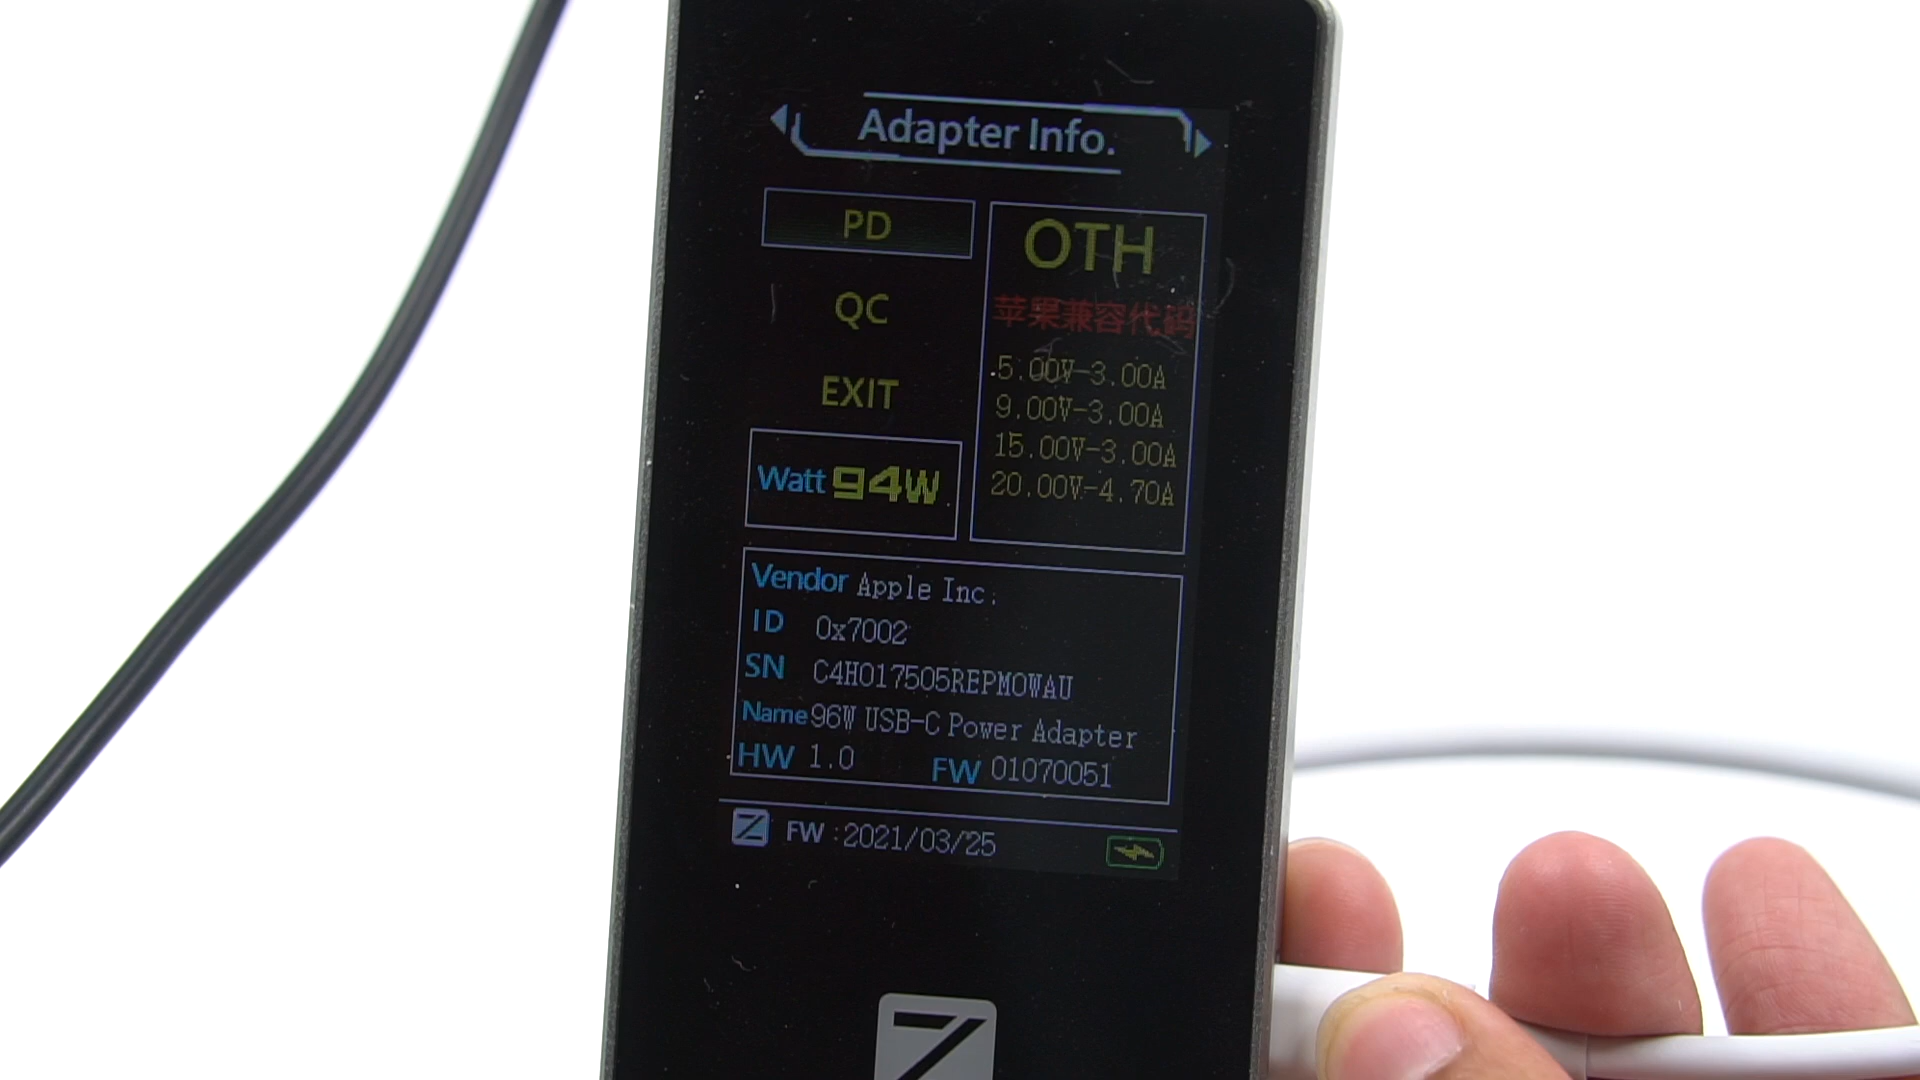 Adapter Info.
PD
QC
EXIT
Watt 94W
OTH
苹果兼容代码
5.00V-3.00A
9.00V-3.00A
15.00V-3.00A
20.00V-4.70A
Vendor Apple Inc.
ID 0x7002
SN C4H017505REPM0WAU
Name 96W USB-C Power Adapter
HW 1.0 FW 01070051
Z FW :2021/03/25
Z